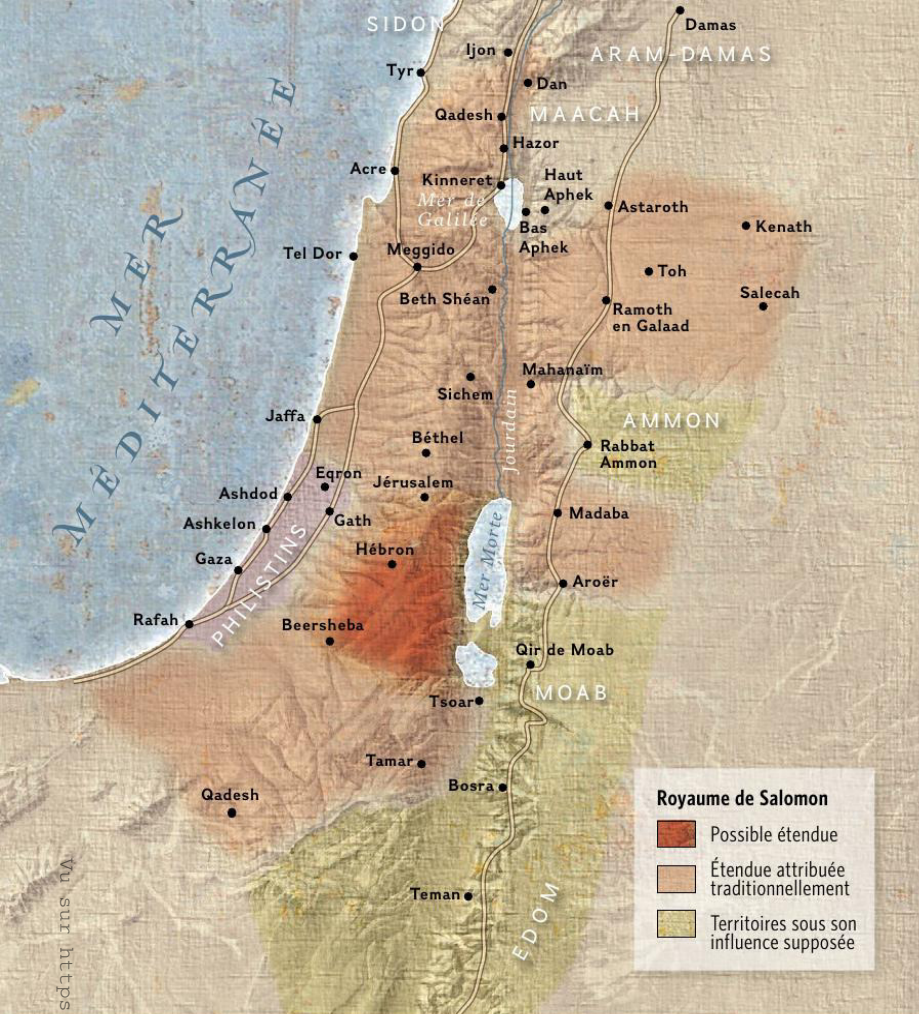 SIDON
Damas
Ijon
ARAM-DAMAS
Tyr
Dan
Qadesh
MAACAH
Hazor
Acre
Kinneret
Haut
Aphek
Mer de
Galilée
Astaroth
Bas
Aphek
Kenath
MER
MÉDITERRANÉE
Tel Dor
Meggido
Toh
Beth Shéan
Salecah
Ramoth
en Galaad
Mahanaïm
Sichem
Jourdain
Jaffa
AMMON
Béthel
Rabbat
Ammon
Eqron
Jérusalem
Ashdod
Gath
Madaba
Ashkelon
Hébron
Mer Morte
Gaza
Aroër
PHILISTINS
Rafah
Beersheba
Qir de Moab
MOAB
Tsoar
Tamar
Bosra
Qadesh
Teman
EDOM
Royaume de Salomon
Possible étendue
Étendue attribuée
traditionnellement
Territoires sous son
influence supposée
Vu sur https